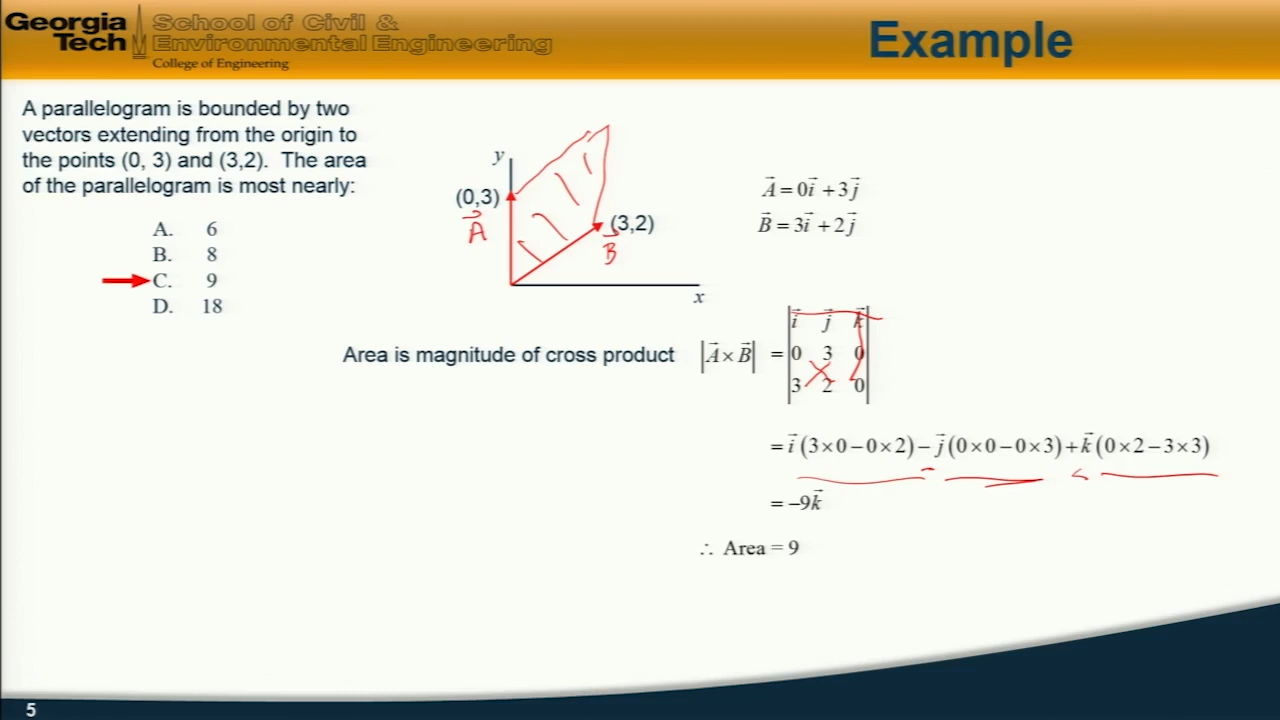 Georgia Tech School of Civil & Environmental Engineering
College of Engineering
Example
A parallelogram is bounded by two
vectors extending from the origin to
the points (0, 3) and (3,2). The area
of the parallelogram is most nearly:
A. 6
B. 8
C. 9
D. 18
y
(0,3)
A⃗
(3,2)
B⃗
x
A⃗ = 0i⃗ + 3j⃗
B⃗ = 3i⃗ + 2j⃗
Area is magnitude of cross product |A⃗ × B⃗| =
|i⃗ j⃗ k⃗|
|0 3 0|
|3 2 0|
= i⃗(3×0−0×2)− j⃗(0×0−0×3)+k⃗(0×2−3×3)
= −9k⃗
∴ Area = 9
5